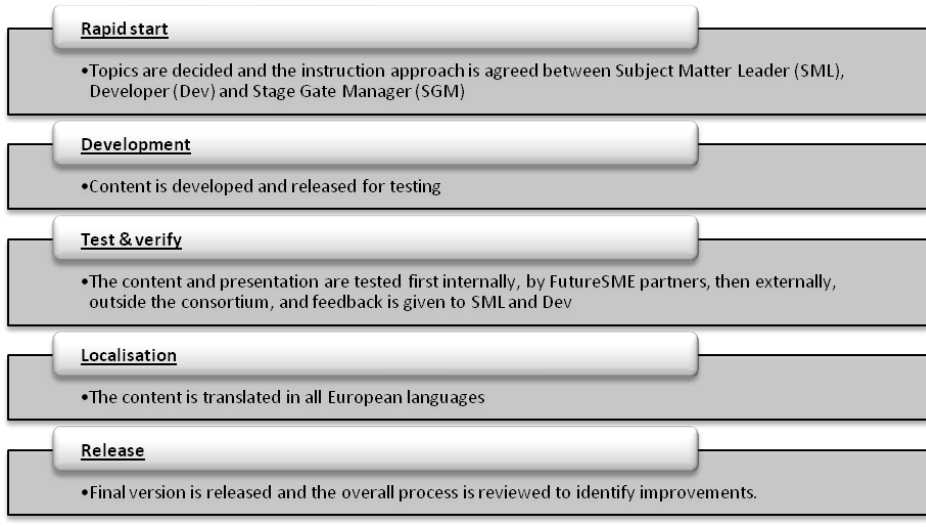 Rapid start
•Topics are decided and the instruction approach is agreed between Subject Matter Leader (SML),
Developer (Dev) and Stage Gate Manager (SGM)
Development
•Content is developed and released for testing
Test & verify
•The content and presentation are tested first internally, by FutureSME partners, then externally,
outside the consortium, and feedback is given to SML and Dev
Localisation
•The content is translated in all European languages
Release
•Final version is released and the overall process is reviewed to identify improvements.